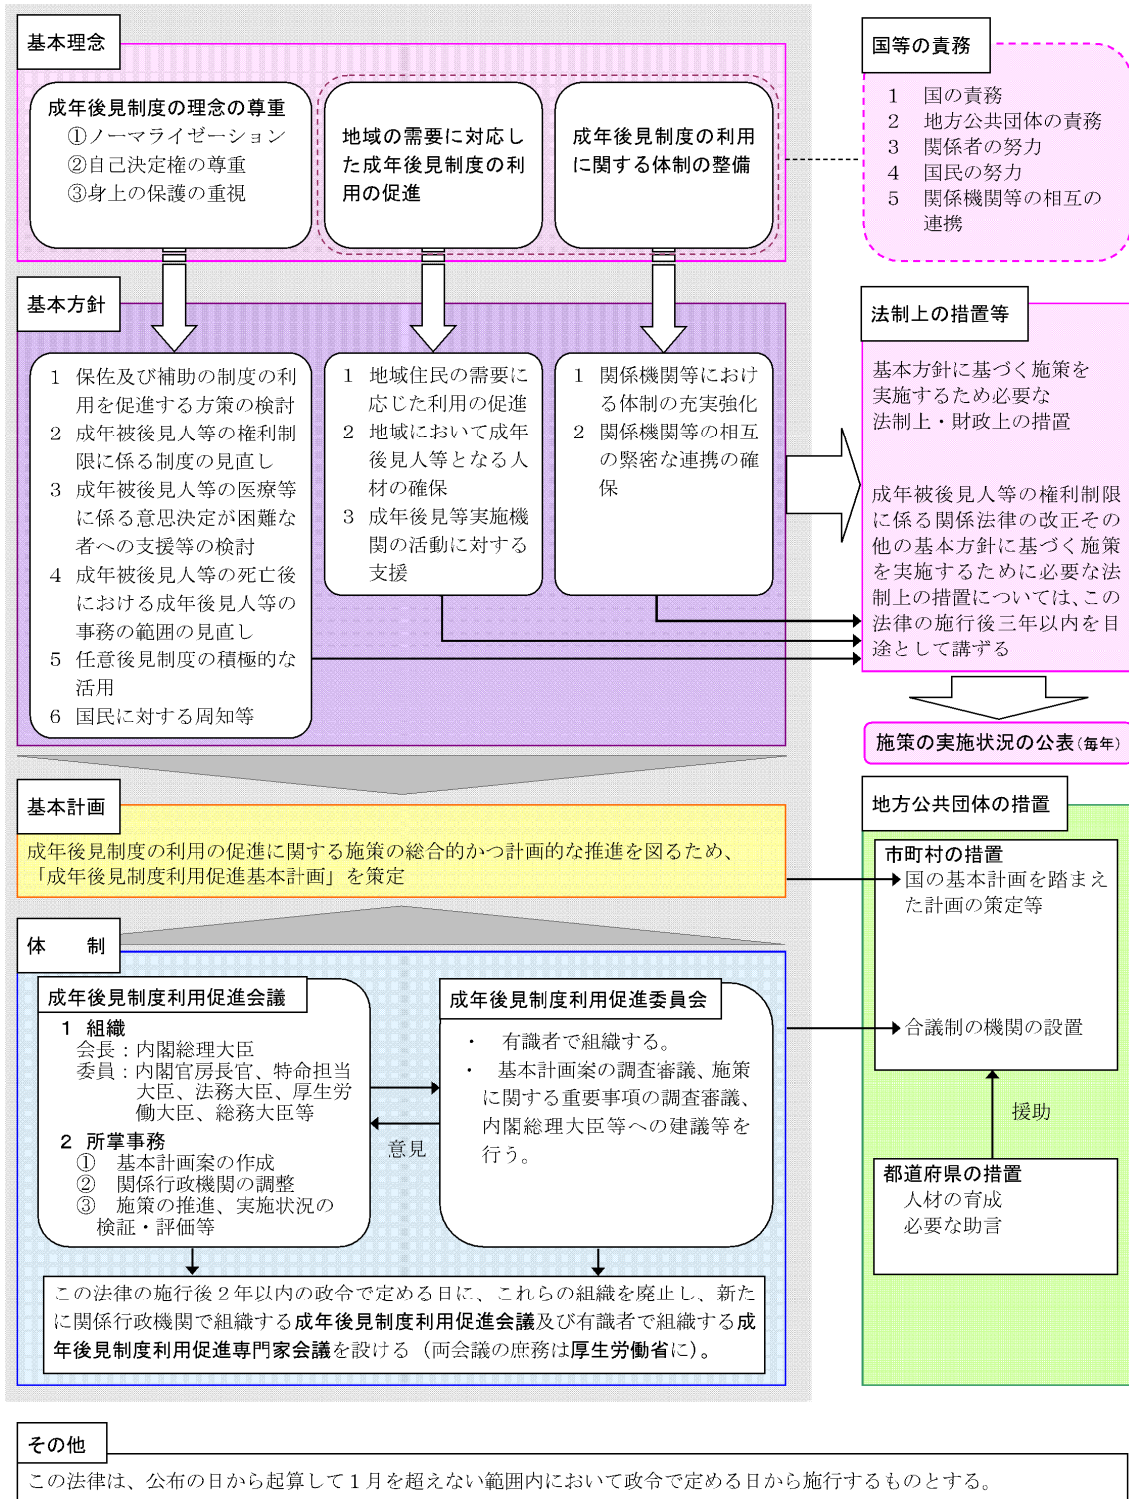 基本理念
成年後見制度の理念の尊重
①ノーマライゼーション
②自己決定権の尊重
③身上の保護の重視
地域の需要に対応し
た成年後見制度の利
用の促進
成年後見制度の利用
に関する体制の整備
国等の責務
1 国の責務
2 地方公共団体の責務
3 関係者の努力
4 国民の努力
5 関係機関等の相互の
連携
基本方針
1 保佐及び補助の制度の利
用を促進する方策の検討
2 成年被後見人等の権利制
限に係る制度の見直し
3 成年被後見人等の医療等
に係る意思決定が困難な
者への支援等の検討
4 成年被後見人等の死亡後
における成年後見人等の
事務の範囲の見直し
5 任意後見制度の積極的な
活用
6 国民に対する周知等
1 地域住民の需要に
応じた利用の促進
2 地域において成年
後見人等となる人
材の確保
3 成年後見等実施機
関の活動に対する
支援
1 関係機関等におけ
る体制の充実強化
2 関係機関等の相互
の緊密な連携の確
保
法制上の措置等
基本方針に基づく施策を
実施するため必要な
法制上・財政上の措置
成年被後見人等の権利制限
に係る関係法律の改正その
他の基本方針に基づく施策
を実施するために必要な法
制上の措置については、この
法律の施行後三年以内を目
途として講ずる
施策の実施状況の公表(毎年)
基本計画
成年後見制度の利用の促進に関する施策の総合的かつ計画的な推進を図るため、
「成年後見制度利用促進基本計画」を策定
地方公共団体の措置
市町村の措置
国の基本計画を踏まえ
た計画の策定等
合議制の機関の設置
援助
都道府県の措置
人材の育成
必要な助言
体 制
成年後見制度利用促進会議
1 組織
会長：内閣総理大臣
委員：内閣官房長官、特命担当
大臣、法務大臣、厚生労
働大臣、総務大臣等
2 所掌事務
① 基本計画案の作成
② 関係行政機関の調整
③ 施策の推進、実施状況の
検証・評価等
意見
成年後見制度利用促進委員会
・ 有識者で組織する。
・ 基本計画案の調査審議、施策
に関する重要事項の調査審議、
内閣総理大臣等への建議等を
行う。
この法律の施行後２年以内の政令で定める日に、これらの組織を廃止し、新た
に関係行政機関で組織する成年後見制度利用促進会議及び有識者で組織する成
年後見制度利用促進専門家会議を設ける（両会議の庶務は厚生労働省に）。
その他
この法律は、公布の日から起算して１月を超えない範囲内において政令で定める日から施行するものとする。